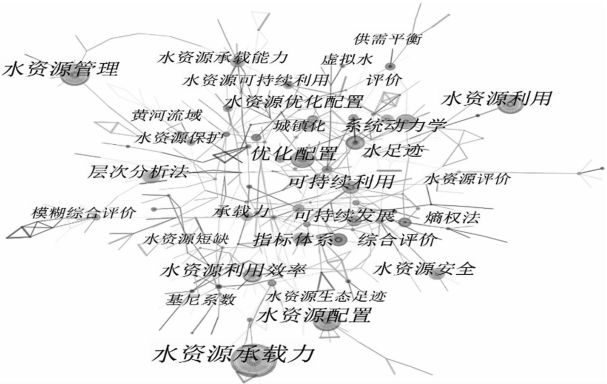 供需平衡
水资源承载能力
虚拟水
水资源管理
水资源可持续利用
评价
水资源优化配置
水资源利用
黄河流域
城镇化
系统动力学
水资源保护
优化配置
水足迹
层次分析法
可持续利用
水资源评价
模糊综合评价
承载力
可持续发展
熵权法
水资源短缺
指标体系
综合评价
水资源利用效率
水资源安全
基尼系数
水资源生态足迹
水资源配置
水资源承载力